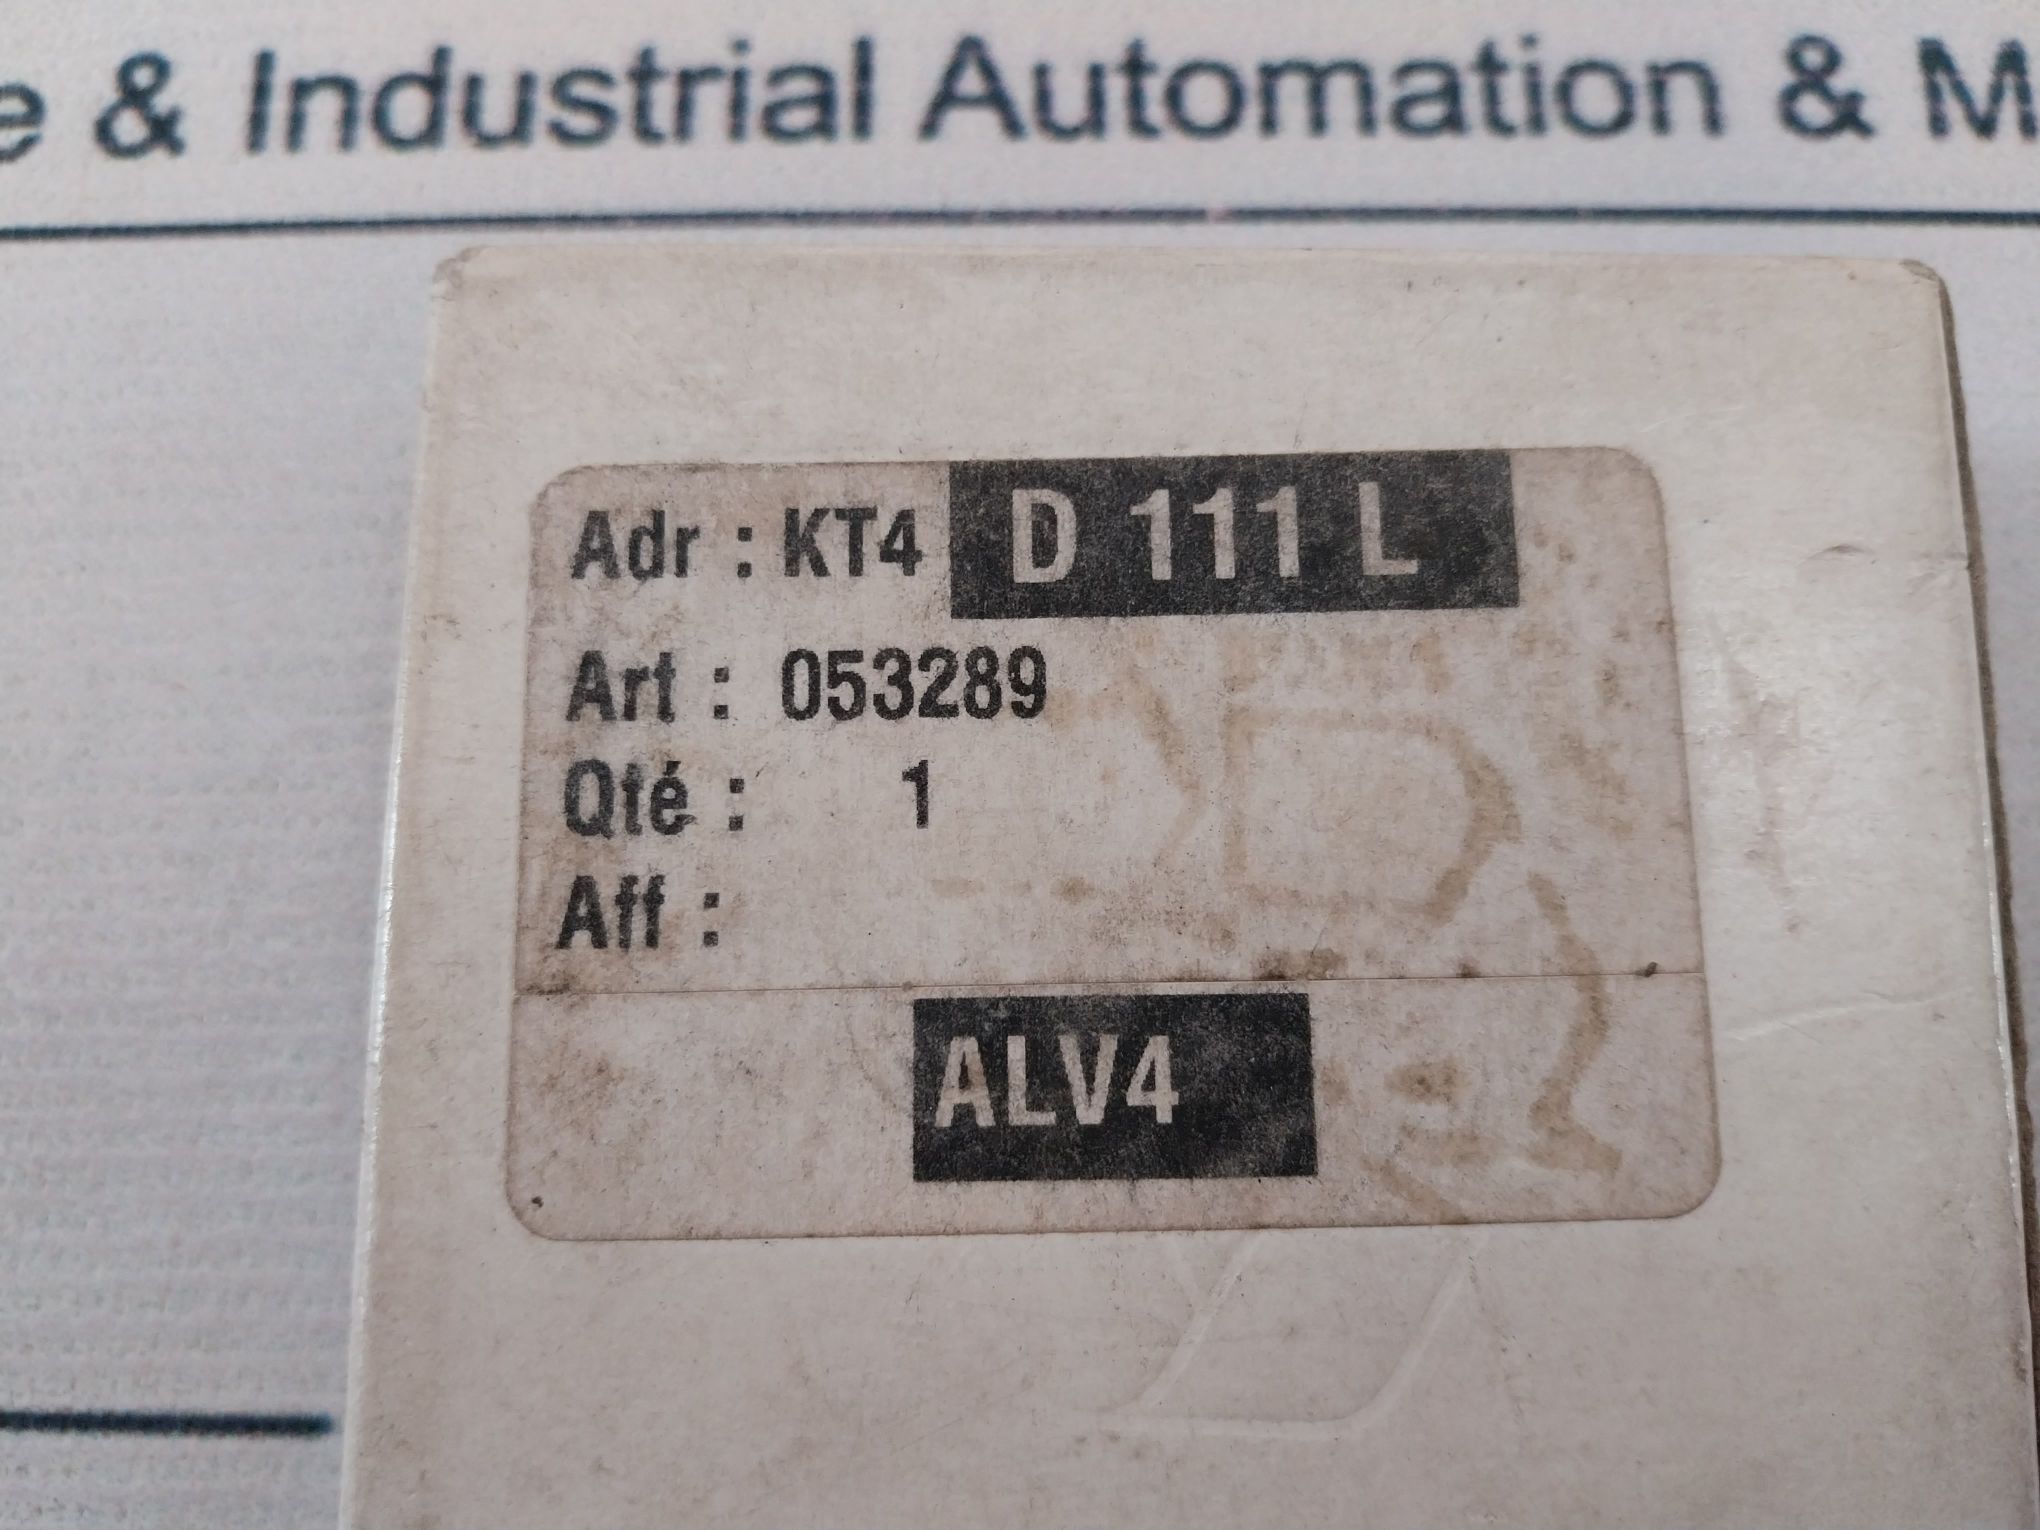 e & Industrial Automation & M
Adr : KT4 D 111 L
Art : 053289
Qté : 1
Aff :
ALV4